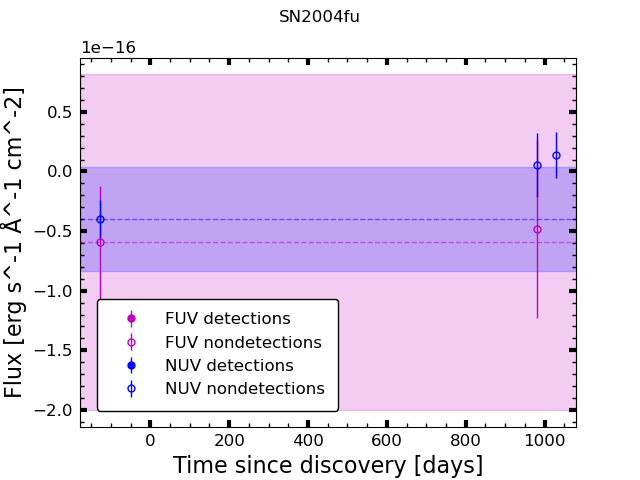 SN2004fu
1e−16
0.5
0.0
−0.5
−1.0
−1.5
−2.0
Flux [erg s^-1 Å^-1 cm^-2]
FUV detections
FUV nondetections
NUV detections
NUV nondetections
0 200 400 600 800 1000
Time since discovery [days]